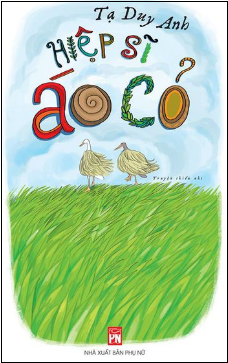 Tạ Duy Anh
HIỆP SĨ
ÁO CỎ
Truyện thiếu nhi
PN
NHÀ XUẤT BẢN PHỤ NỮ